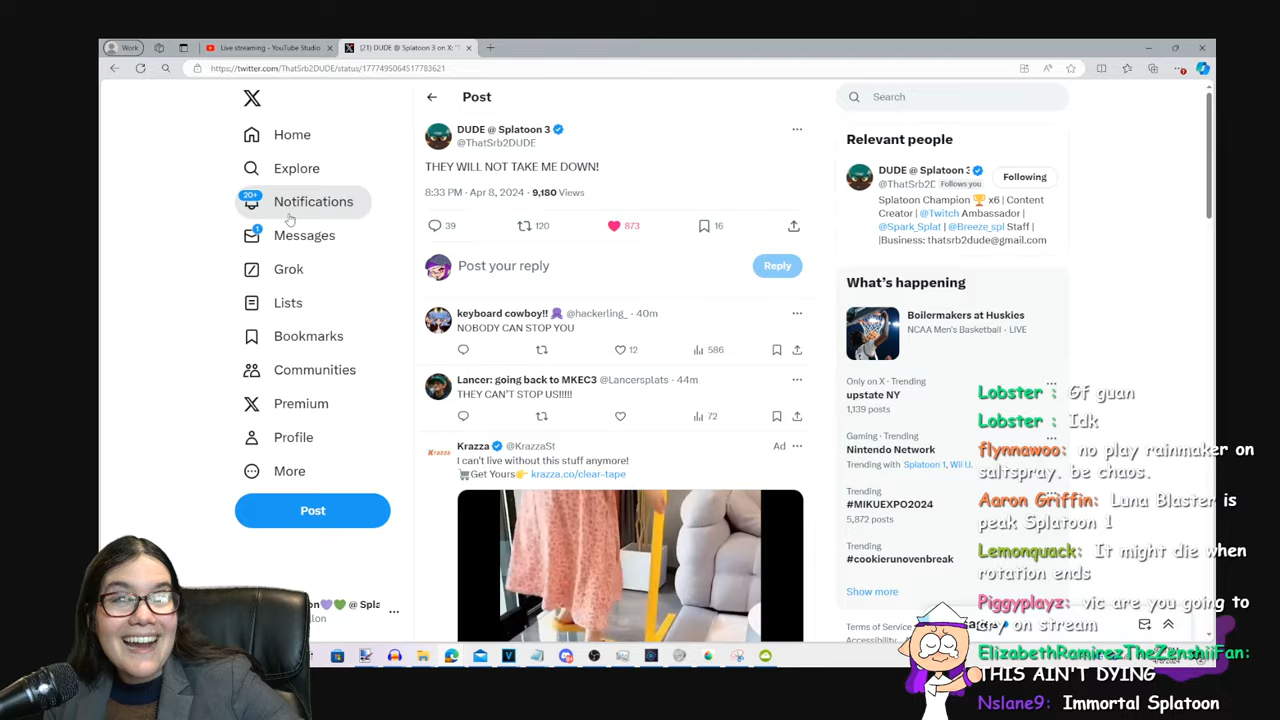 Work
Live streaming - YouTube Studio
(21) DUDE @ Splatoon 3 on X: "
https://twitter.com/ThatSrb2DUDE/status/1777495064517783621
Home
Explore
20+
Notifications
1
Messages
Grok
Lists
Bookmarks
Communities
Premium
Profile
More
Post
Post
DUDE @ Splatoon 3
@ThatSrb2DUDE
THEY WILL NOT TAKE ME DOWN!
8:33 PM · Apr 8, 2024 · 9,180 Views
39
120
873
16
Post your reply
Reply
keyboard cowboy!! @hackerling_ · 40m
NOBODY CAN STOP YOU
12
586
Lancer: going back to MKEC3 @Lancersplats · 44m
THEY CAN'T STOP US!!!!!
72
Krazza @KrazzaSt
Ad
I can't live without this stuff anymore!
Get Yours krazza.co/clear-tape
Search
Relevant people
DUDE @ Splatoon 3
@ThatSrb2D Follows you
Following
Splatoon Champion x6 | Content
Creator | @Twitch Ambassador |
@Spark_Splat | @Breeze_spl Staff |
|Business: thatsrb2dude@gmail.com
What's happening
Boilermakers at Huskies
NCAA Men's Basketball · LIVE
Only on X · Trending
upstate NY
1,139 posts
Gaming · Trending
Nintendo Network
Trending with Splatoon 1, Wii U.
Trending
#MIKUEXPO2024
5,872 posts
Trending
#cookierunovenbreak
Show more
Terms of Service
Lobster : Gf guan
Lobster : Idk
flynnawoo: no play rainmaker on
saltspray. be chaos.
Aaron Griffin: Luna Blaster is
peak Splatoon 1
Lemonquack: It might die when
rotation ends
Piggyplayz: vic are you going to
cry on stream
ElizabethRamirezTheZenshiiFan:
THIS AIN'T DYING
Nslane9: Immortal Splatoon
@ Spla